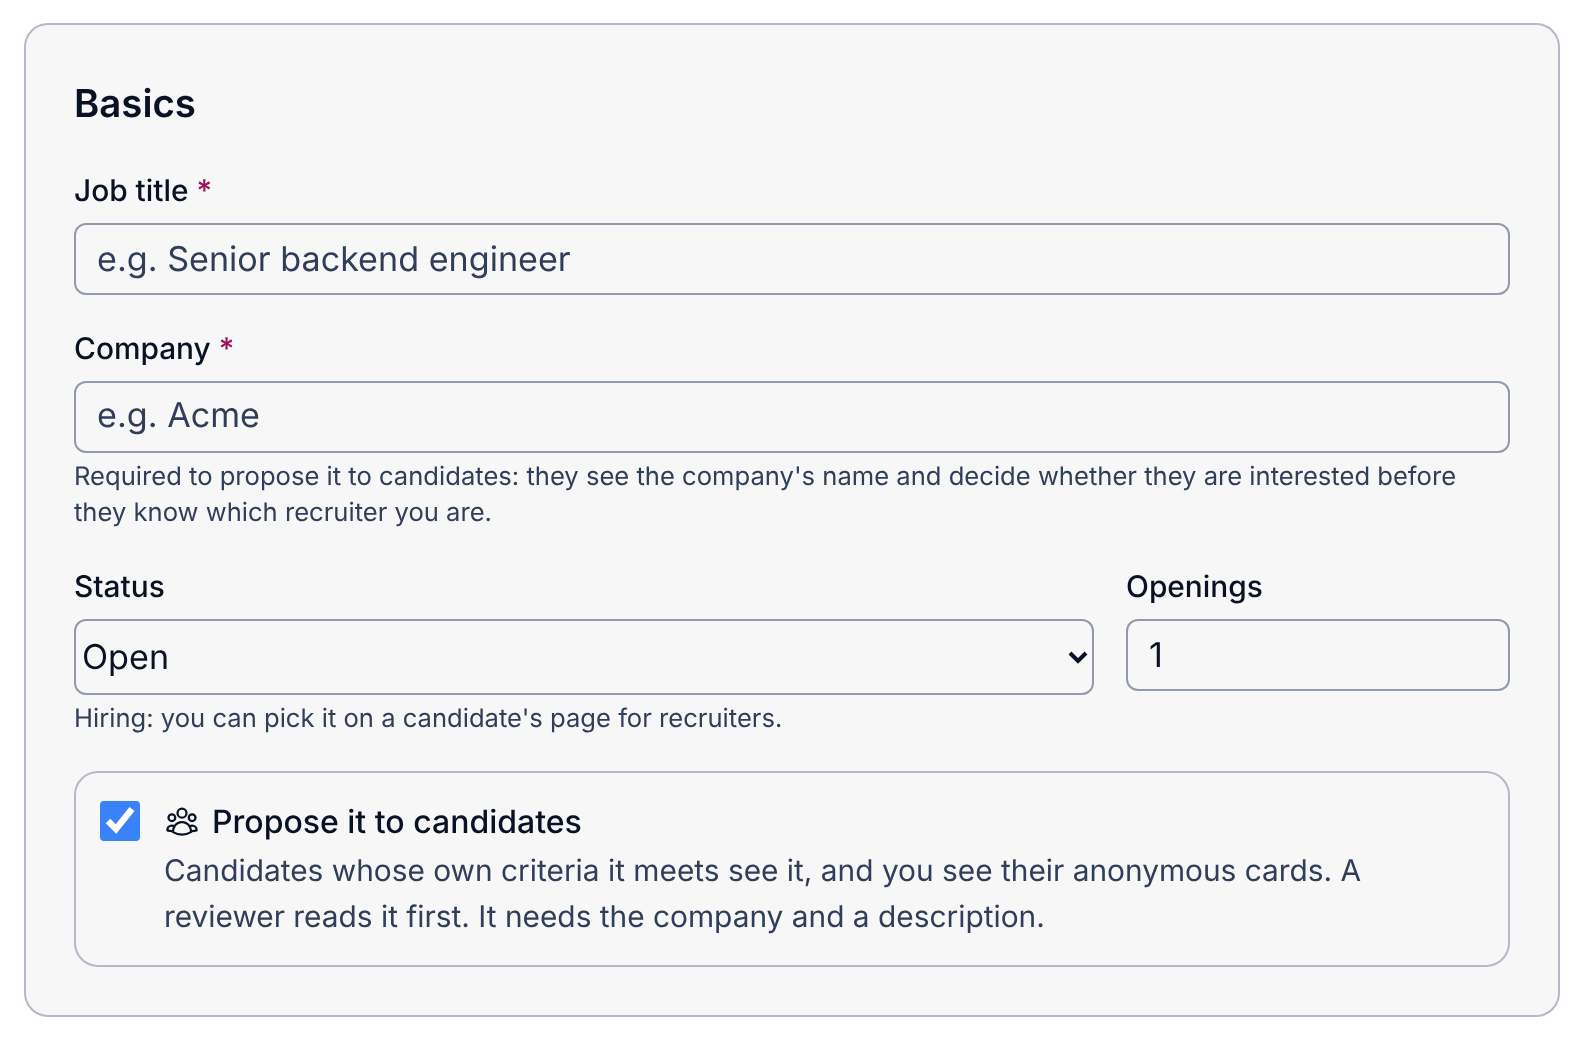 Basics
Job title *
e.g. Senior backend engineer
Company *
e.g. Acme
Required to propose it to candidates: they see the company's name and decide whether they are interested before
they know which recruiter you are.
Status
Openings
Open
1
Hiring: you can pick it on a candidate's page for recruiters.
Propose it to candidates
Candidates whose own criteria it meets see it, and you see their anonymous cards. A
reviewer reads it first. It needs the company and a description.